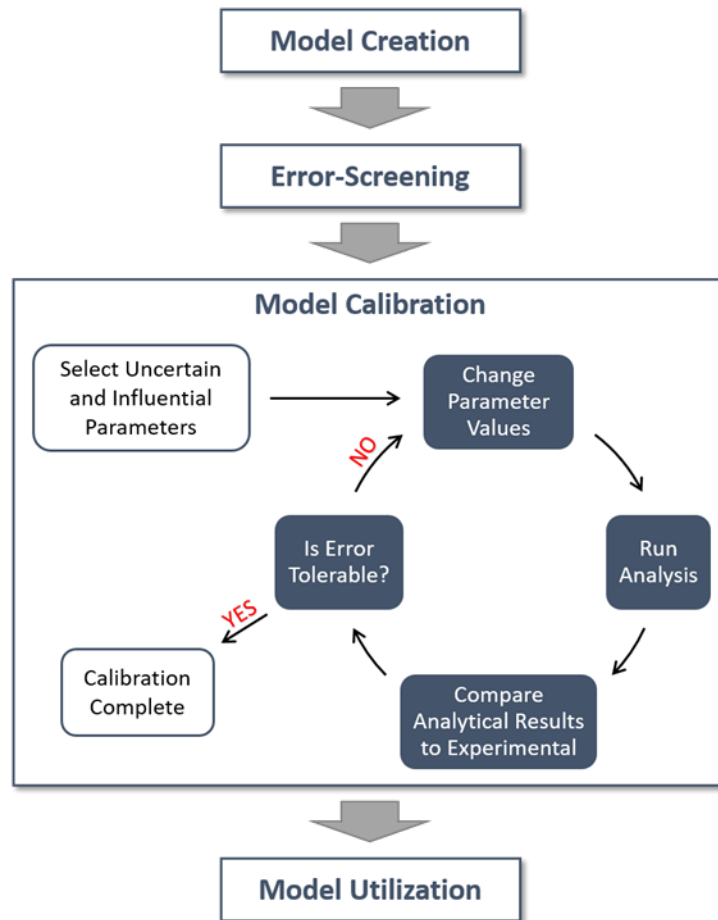 Model Creation
Error-Screening
Model Calibration
Select Uncertain
and Influential
Parameters
Change
Parameter
Values
NO
Is Error
Tolerable?
Run
Analysis
YES
Calibration
Complete
Compare
Analytical Results
to Experimental
Model Utilization